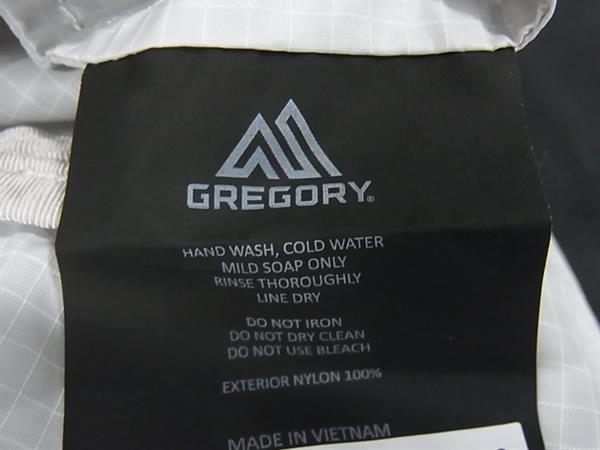 GREGORY®
HAND WASH, COLD WATER
MILD SOAP ONLY
RINSE THOROUGHLY
LINE DRY
DO NOT IRON
DO NOT DRY CLEAN
DO NOT USE BLEACH
EXTERIOR NYLON 100%
MADE IN VIETNAM